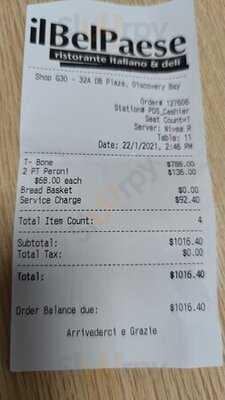 ilBelPaese
ristorante italiano & deli
Shop G30 - 32A DB Plaza, Discovery Bay
Order# 127606
Station# POS_Cashier
Seat Count=1
Server: Nives R
Table: 11
Date: 22/1/2021, 2:46 PM
T- Bone $788.00
2 PT Peroni $136.00
$68.00 each
Bread Basket $0.00
Service Charge $92.40
Total Item Count: 4
Subtotal: $1016.40
Total Tax: $0.00
Total: $1016.40
Order Balance due: $1016.40
Arrivederci e Grazie